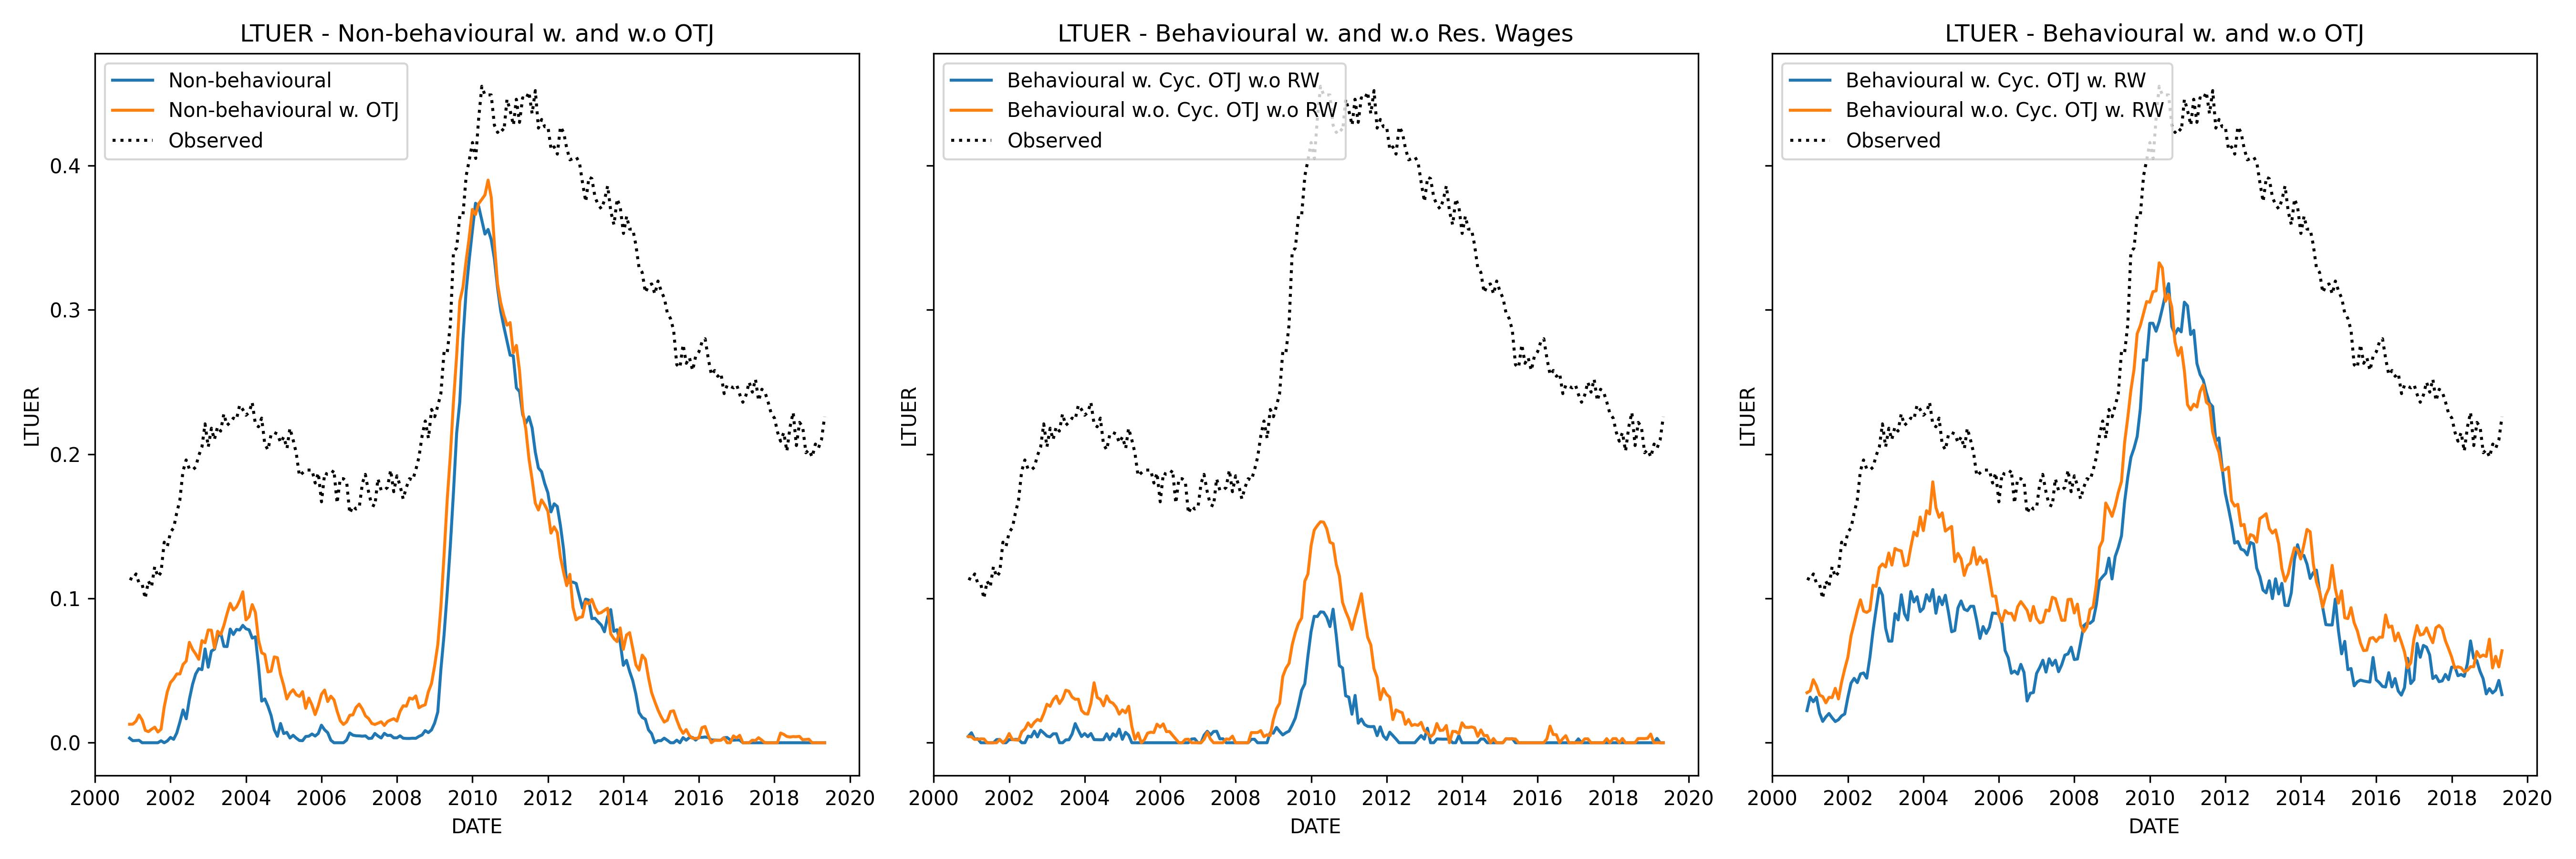 LTUER - Non-behavioural w. and w.o OTJ
Non-behavioural
Non-behavioural w. OTJ
Observed
LTUER
0.4
0.3
0.2
0.1
0.0
2000 2002 2004 2006 2008 2010 2012 2014 2016 2018 2020
DATE
LTUER - Behavioural w. and w.o Res. Wages
Behavioural w. Cyc. OTJ w.o RW
Behavioural w.o. Cyc. OTJ w.o RW
Observed
LTUER
2000 2002 2004 2006 2008 2010 2012 2014 2016 2018 2020
DATE
LTUER - Behavioural w. and w.o OTJ
Behavioural w. Cyc. OTJ w. RW
Behavioural w.o. Cyc. OTJ w. RW
Observed
LTUER
2000 2002 2004 2006 2008 2010 2012 2014 2016 2018 2020
DATE